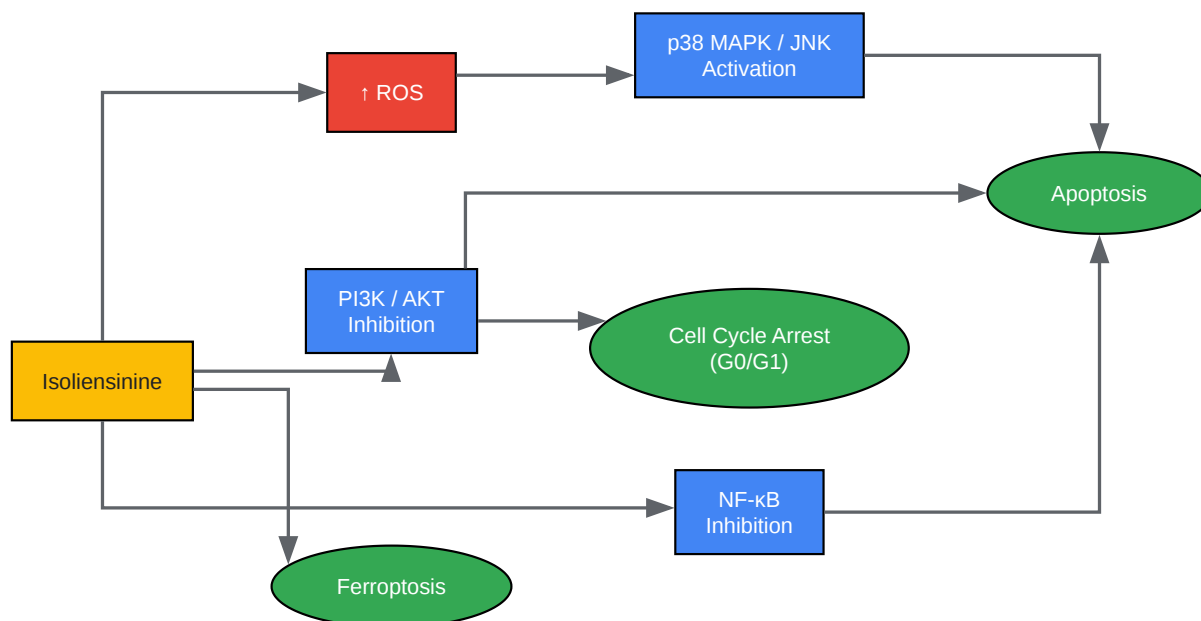 p38 MAPK / JNK
Activation
↑ ROS
Apoptosis
PI3K / AKT
Inhibition
Cell Cycle Arrest
(G0/G1)
Isoliensinine
NF-κB
Inhibition
Ferroptosis